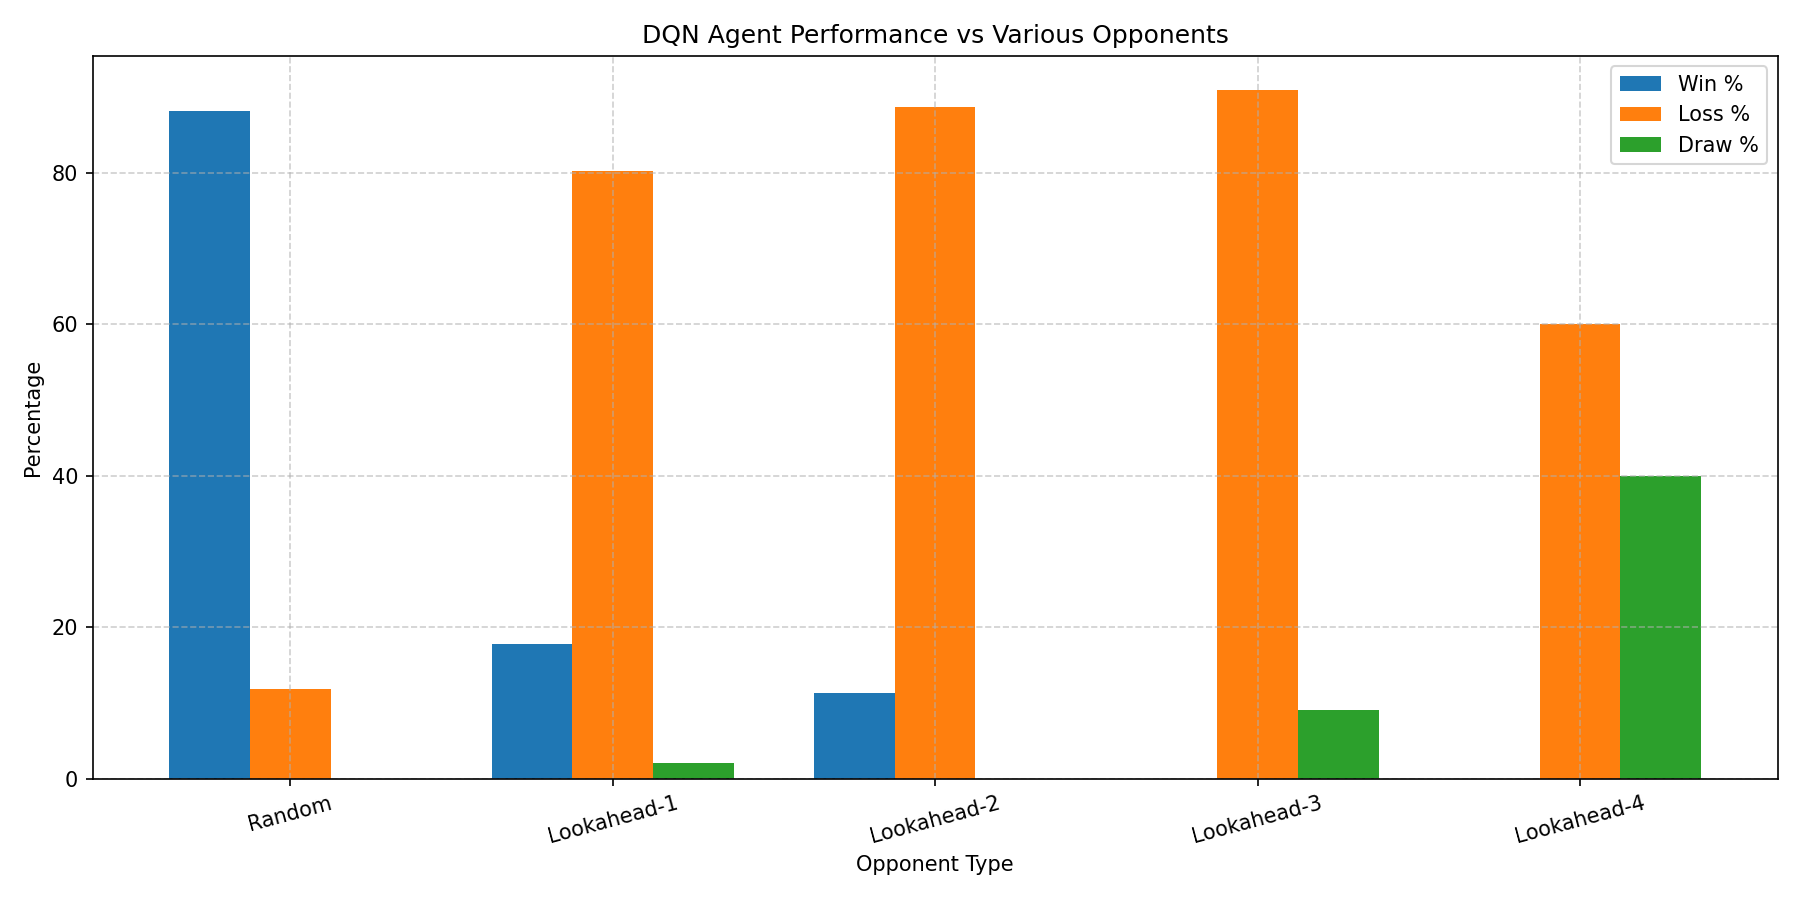 DQN Agent Performance vs Various Opponents
Win %
Loss %
Draw %
Percentage
80
60
40
20
0
Random
Lookahead-1
Lookahead-2
Lookahead-3
Lookahead-4
Opponent Type